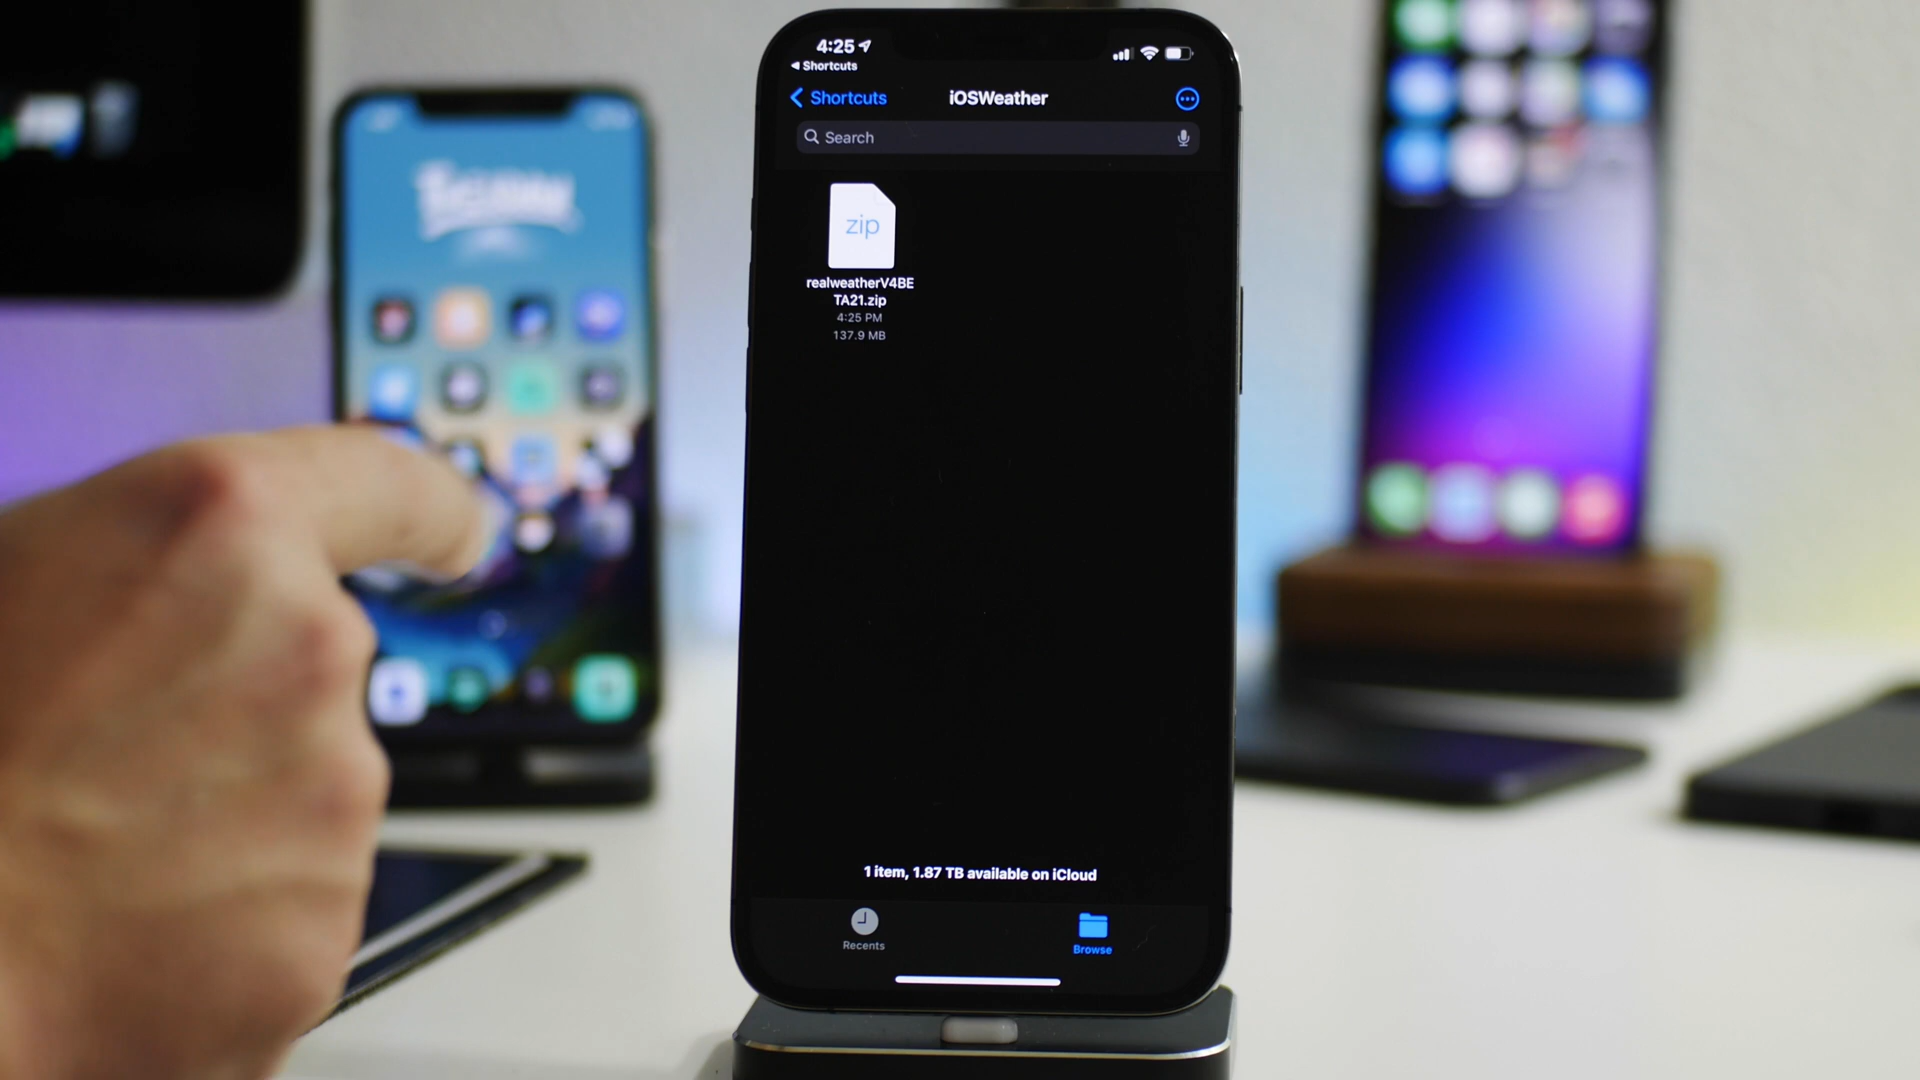 4:25
Shortcuts
Shortcuts
iOSWeather
Search
zip
realweatherV4BE
TA21.zip
4:25 PM
137.9 MB
1 item, 1.87 TB available on iCloud
Recents
Browse